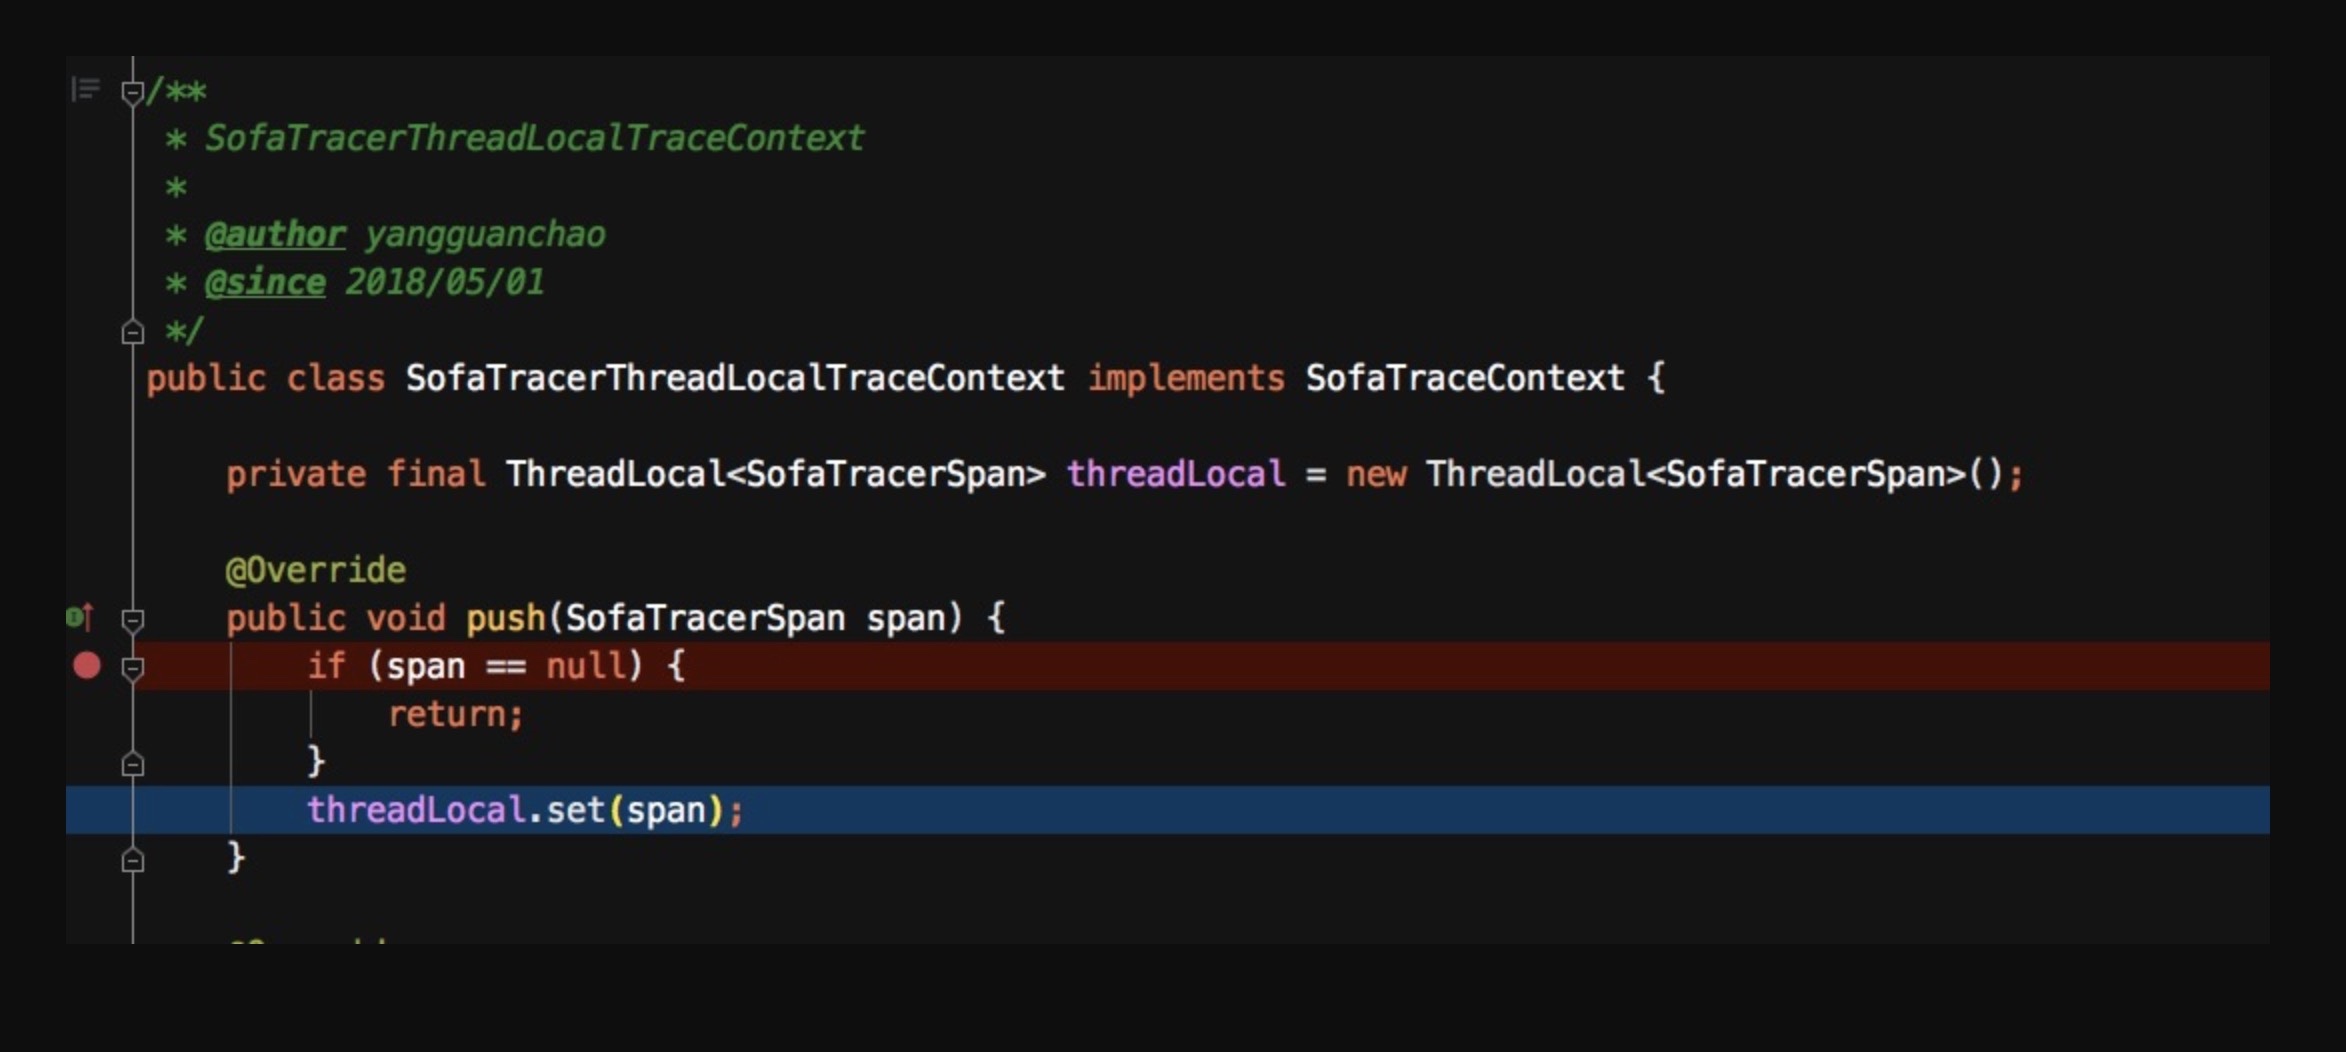 /**
 * SofaTracerThreadLocalTraceContext
 *
 * @author yangguanchao
 * @since 2018/05/01
 */
public class SofaTracerThreadLocalTraceContext implements SofaTraceContext {
    private final ThreadLocal<SofaTracerSpan> threadLocal = new ThreadLocal<SofaTracerSpan>();
    @Override
    public void push(SofaTracerSpan span) {
        if (span == null) {
            return;
        }
        threadLocal.set(span);
    }